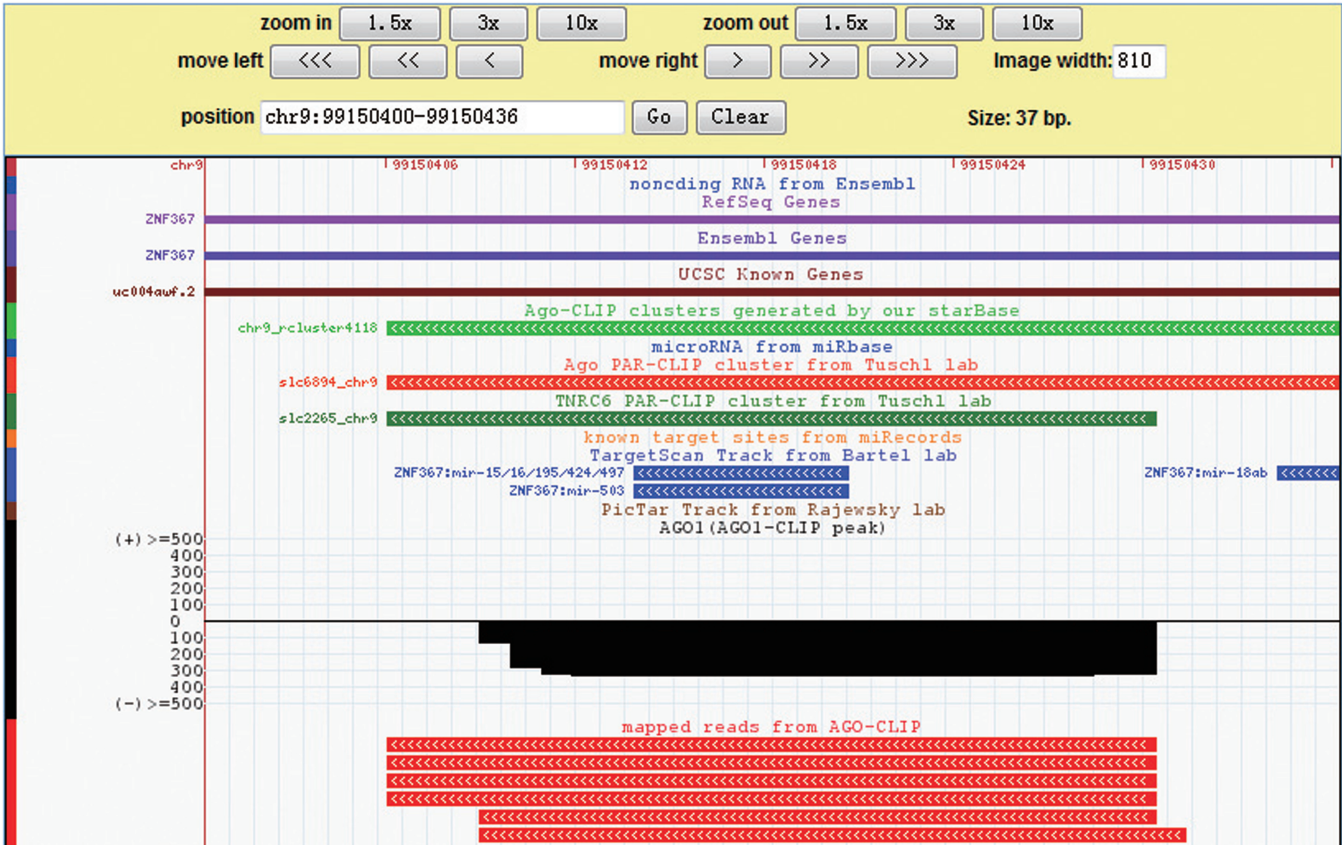 zoom in 1.5x 3x 10x zoom out 1.5x 3x 10x
move left <<< << < move right > >> >>> Image width: 810
position chr9:99150400-99150436 Go Clear Size: 37 bp.
chr9 99150406 99150412 99150418 99150424 99150430
noncding RNA from Ensembl
RefSeq Genes
ZNF367
Ensembl Genes
ZNF367
UCSC Known Genes
uc004awf.2
Ago-CLIP clusters generated by our starBase
chr9_rcluster4118
microRNA from miRbase
Ago PAR-CLIP cluster from Tuschl lab
slc6894_chr9
TNRC6 PAR-CLIP cluster from Tuschl lab
slc2265_chr9
known target sites from miRecords
TargetScan Track from Bartel lab
ZNF367:mir-15/16/195/424/497 ZNF367:mir-18ab
ZNF367:mir-503
PicTar Track from Rajewsky lab
AGO1(AGO1-CLIP peak)
(+) >=500
400
300
200
100
0
100
200
300
400
(-) >=500
mapped reads from AGO-CLIP